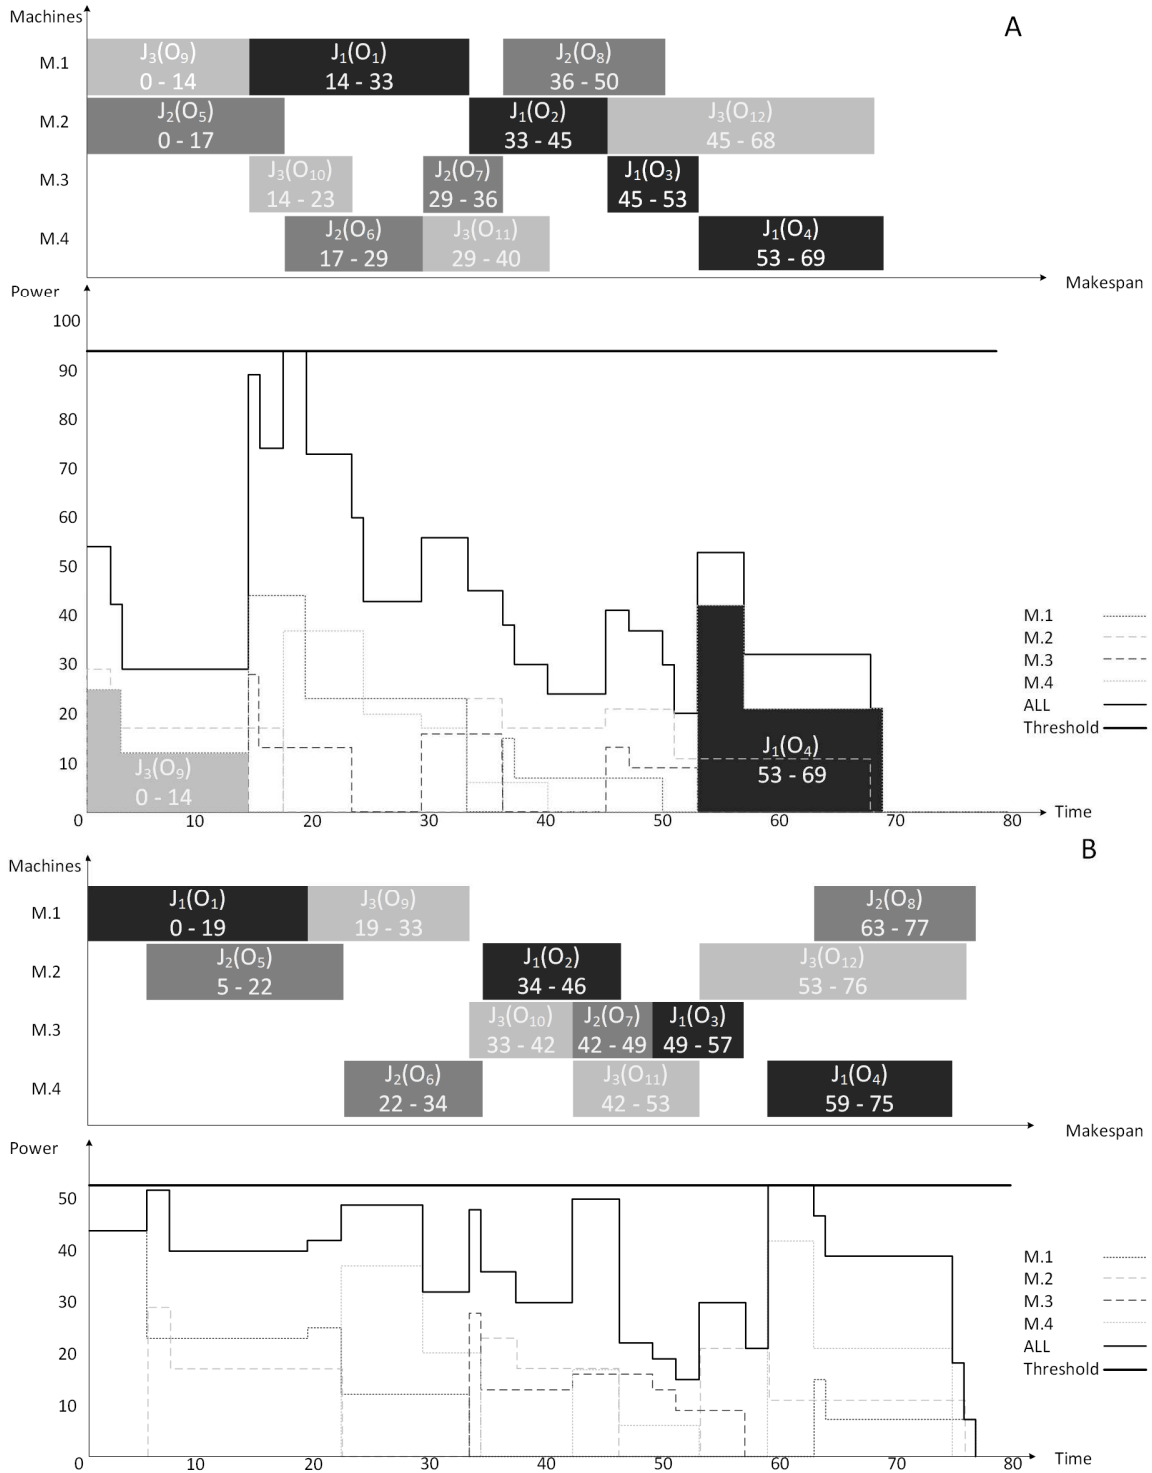 Machines
A
M.1
J₃(O₉)
0 - 14
J₁(O₁)
14 - 33
J₂(O₈)
36 - 50
M.2
J₂(O₅)
0 - 17
J₁(O₂)
33 - 45
J₃(O₁₂)
45 - 68
M.3
J₃(O₁₀)
14 - 23
J₂(O₇)
29 - 36
J₁(O₃)
45 - 53
M.4
J₂(O₆)
17 - 29
J₃(O₁₁)
29 - 40
J₁(O₄)
53 - 69
Makespan
Power
100
90
80
70
60
50
40
30
20
10
J₃(O₉)
0 - 14
J₁(O₄)
53 - 69
M.1
M.2
M.3
M.4
ALL
Threshold
0 10 20 30 40 50 60 70 80 Time
B
Machines
M.1
J₁(O₁)
0 - 19
J₃(O₉)
19 - 33
J₂(O₈)
63 - 77
M.2
J₂(O₅)
5 - 22
J₁(O₂)
34 - 46
J₃(O₁₂)
53 - 76
M.3
J₃(O₁₀)
33 - 42
J₂(O₇)
42 - 49
J₁(O₃)
49 - 57
M.4
J₂(O₆)
22 - 34
J₃(O₁₁)
42 - 53
J₁(O₄)
59 - 75
Makespan
Power
50
40
30
20
10
M.1
M.2
M.3
M.4
ALL
Threshold
0 10 20 30 40 50 60 70 80 Time